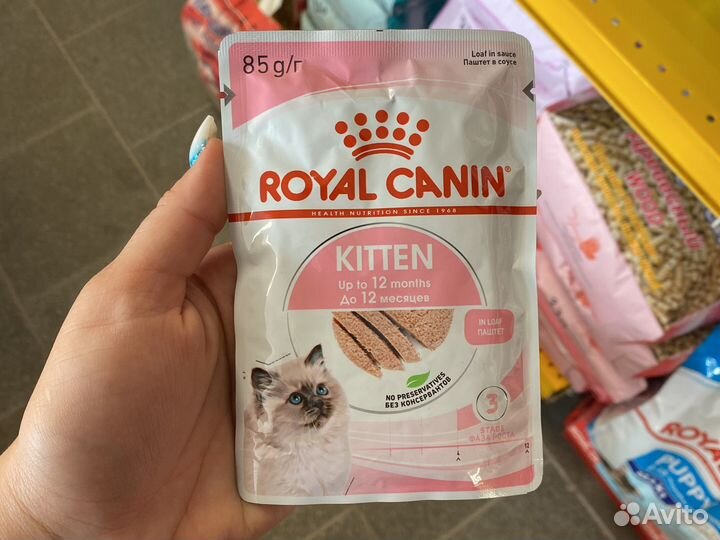 85g/г
Loaf in sauce
Паштет в соусе
ROYAL CANIN®
HEALTH NUTRITION SINCE 1968
KITTEN
Up to 12 months
До 12 месяцев
IN LOAF
ПАШТЕТ
NO PRESERVATIVES
БЕЗ КОНСЕРВАНТОВ
3
STAGE
ФАЗА РОСТА
4 12
ROYAL
PUPPY
Avito